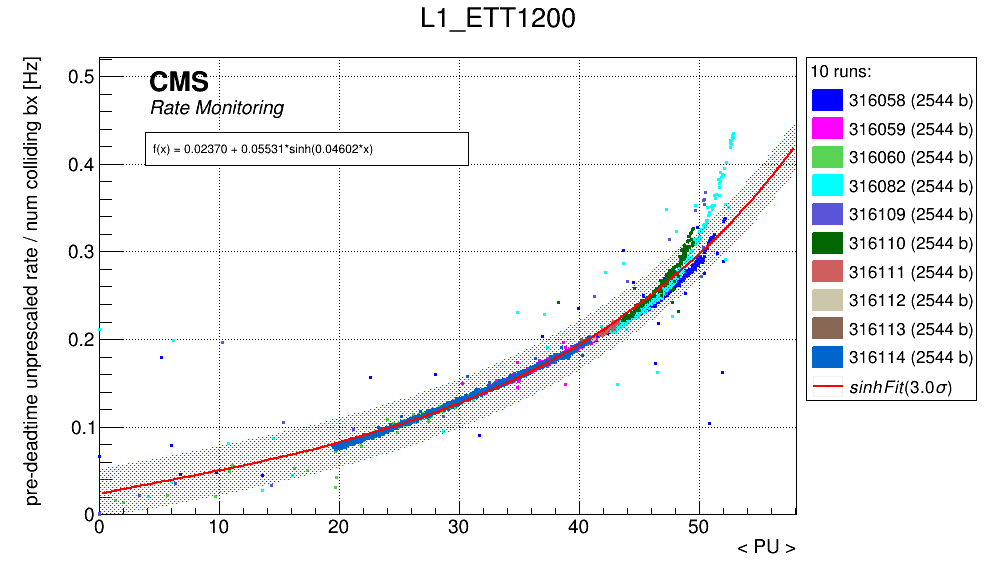 L1_ETT1200
pre-deadtime unprescaled rate / num colliding bx [Hz]
CMS
Rate Monitoring
f(x) = 0.02370 + 0.05531*sinh(0.04602*x)
0.5
0.4
0.3
0.2
0.1
0
0 10 20 30 40 50
< PU >
10 runs:
316058 (2544 b)
316059 (2544 b)
316060 (2544 b)
316082 (2544 b)
316109 (2544 b)
316110 (2544 b)
316111 (2544 b)
316112 (2544 b)
316113 (2544 b)
316114 (2544 b)
sinhFit(3.0σ)